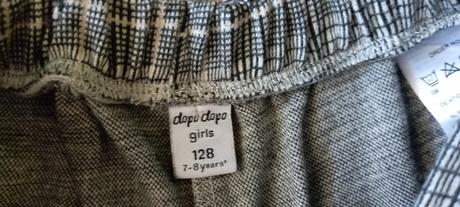 dopo dopo
girls
128
7-8 years*